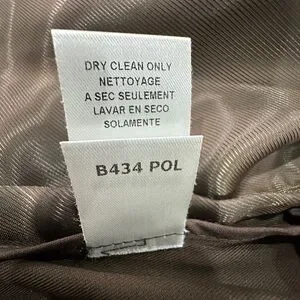 DRY CLEAN ONLY
NETTOYAGE
A SEC SEULEMENT
LAVAR EN SECO
SOLAMENTE
B434 POL